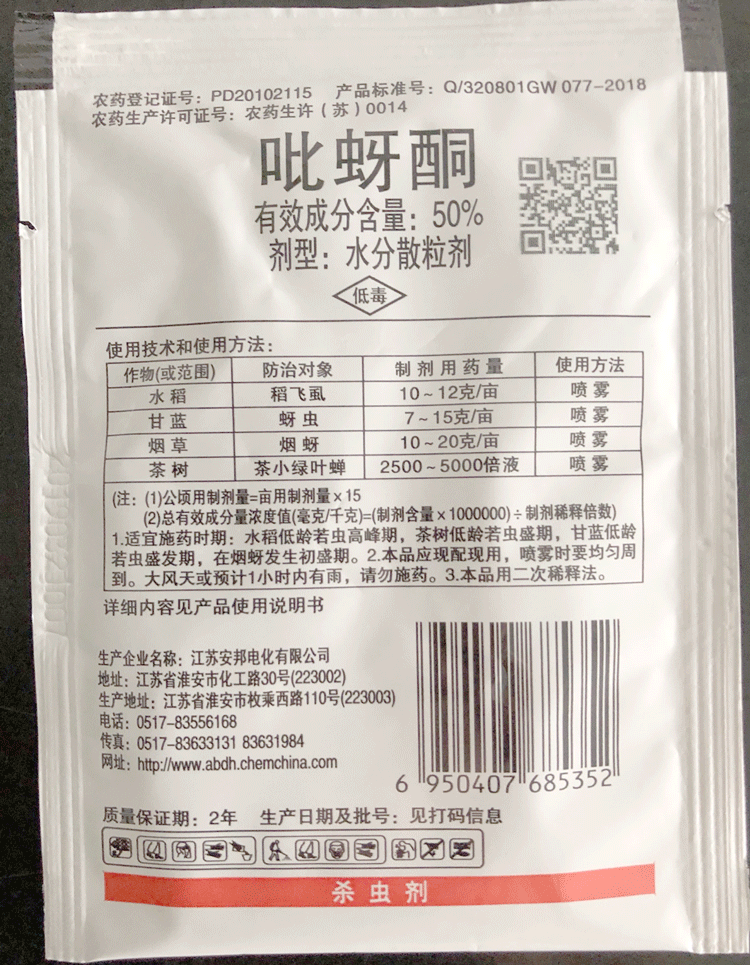 农药登记证号：PD20102115 产品标准号：Q/320801GW 077-2018
农药生产许可证号：农药生许（苏）0014
吡蚜酮
有效成分含量：50%
剂型：水分散粒剂
低毒
使用技术和使用方法：
作物(或范围) 防治对象 制剂用药量 使用方法
水稻 稻飞虱 10~12克/亩 喷雾
甘蓝 蚜虫 7~15克/亩 喷雾
烟草 烟蚜 10~20克/亩 喷雾
茶树 茶小绿叶蝉 2500~5000倍液 喷雾
(注：(1)公顷用制剂量=亩用制剂量×15
(2)总有效成分量浓度值(毫克/千克)=(制剂含量×1000000)÷制剂稀释倍数)
1.适宜施药时期：水稻低龄若虫高峰期，茶树低龄若虫盛期，甘蓝低龄
若虫盛发期，在烟蚜发生初盛期。2.本品应现配现用，喷雾时要均匀周
到。大风天或预计1小时内有雨，请勿施药。3.本品用二次稀释法。
详细内容见产品使用说明书
生产企业名称：江苏安邦电化有限公司
地址：江苏省淮安市化工路30号(223002)
生产地址：江苏省淮安市枚乘西路110号(223003)
电话：0517-83556168
传真：0517-83633131 83631984
网址：http://www.abdh.chemchina.com
6 950407 685352
质量保证期：2年 生产日期及批号：见打码信息
杀虫剂